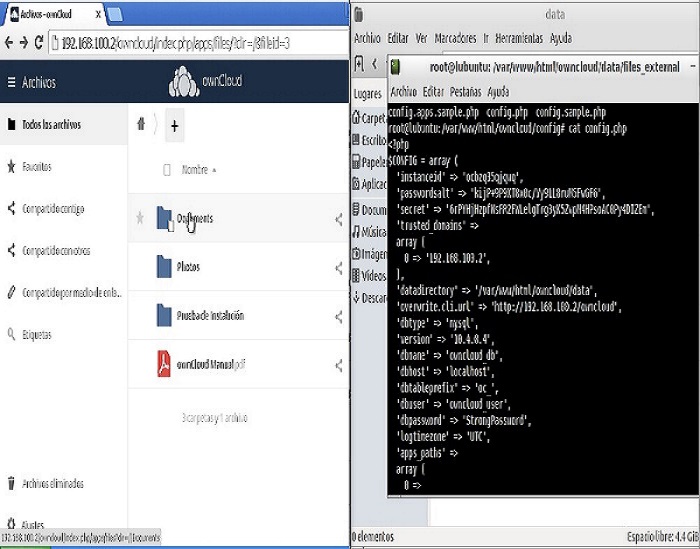 Archivos - ownCloud
192.168.100.2/owncloud/index.php/apps/files/?dir=/&fileid=3
Archivos
ownCloud
Todos los archivos
Favoritos
Compartido contigo
Compartido con otros
Compartido por medio de enla...
Etiquetas
Archivos eliminados
Ajustes
Nombre
Documents
Photos
Prueba de Instalación
ownCloud Manual.pdf
3 carpetas y 1 archivo
192.168.100.2/owncloud/index.php/apps/files?dir=//Documents
data
Archivo Editar Ver Marcadores Ir Herramientas Ayuda
Lugares
Carpet
Escrito
Papele
Aplicac
Docum
Música
Imágen
Vídeos
Descar
root@lubuntu: /var/www/html/owncloud/data/files_external
Archivo Editar Pestañas Ayuda
config.apps.sample.php config.php config.sample.php
root@lubuntu:/var/www/html/owncloud/config# cat config.php
<?php
$CONFIG = array (
'instanceid' =>
'passwordsalt' =>
'secret' =>
'trusted_domains' =>
array (
0 => '192.168.100.2',
),
'datadirectory' => '/var/www/html/owncloud/data',
'overwrite.cli.url' => 'http://192.168.100.2/owncloud',
'dbtype' => 'mysql',
'version' => '10.4.0.4',
'dbname' => 'owncloud_db',
'dbhost' => 'localhost',
'dbtableprefix' => 'oc_',
'dbuser' => 'owncloud_user',
'dbpassword' => 'StrongPassword',
'logtimezone' => 'UTC',
'apps_paths' =>
array (
0 =>
0 elementos
Espacio libre: 4.4 GiB